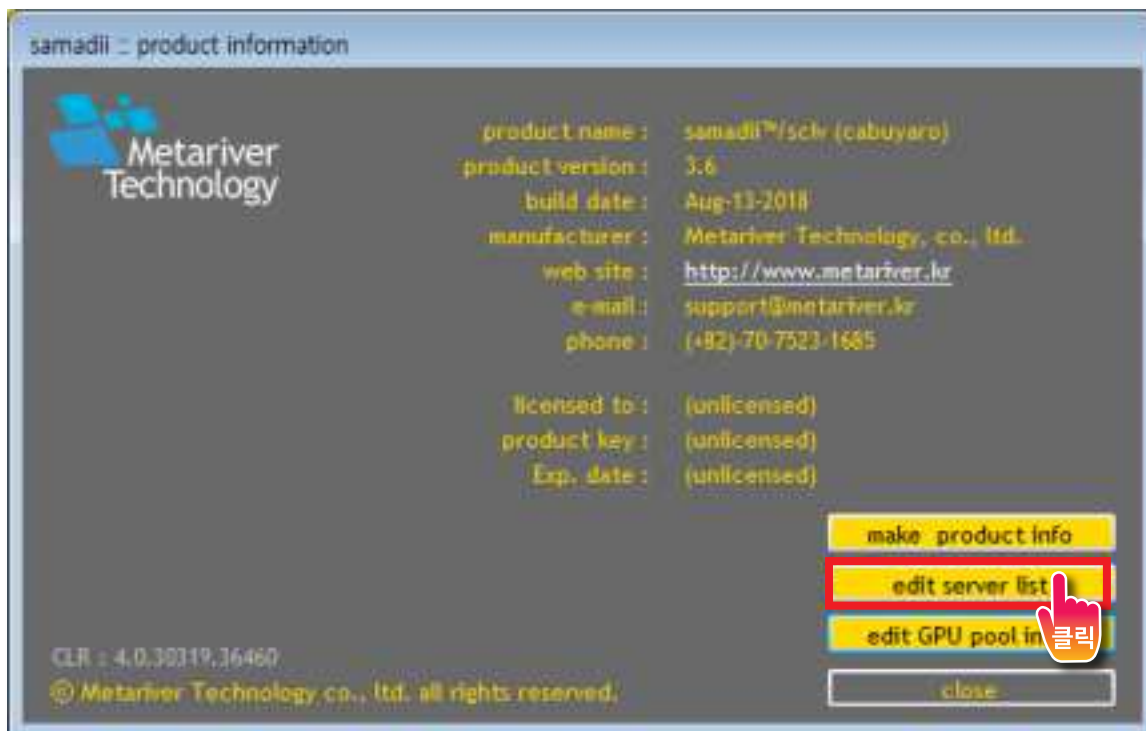 samadii :: product information
Metariver
Technology
product name : samadii™/sclv (cabuyaro)
product version : 3.6
build date : Aug-13-2018
manufacturer : Metariver Technology, co., ltd.
web site : http://www.metariver.kr
e-mail : support@metariver.kr
phone : (+82)-70-7523-1685
licensed to : (unlicensed)
product key : (unlicensed)
Exp. date : (unlicensed)
make product info
edit server list
edit GPU pool
클릭
CLR : 4.0.30319.36460
© Metariver Technology co., ltd. all rights reserved.
close